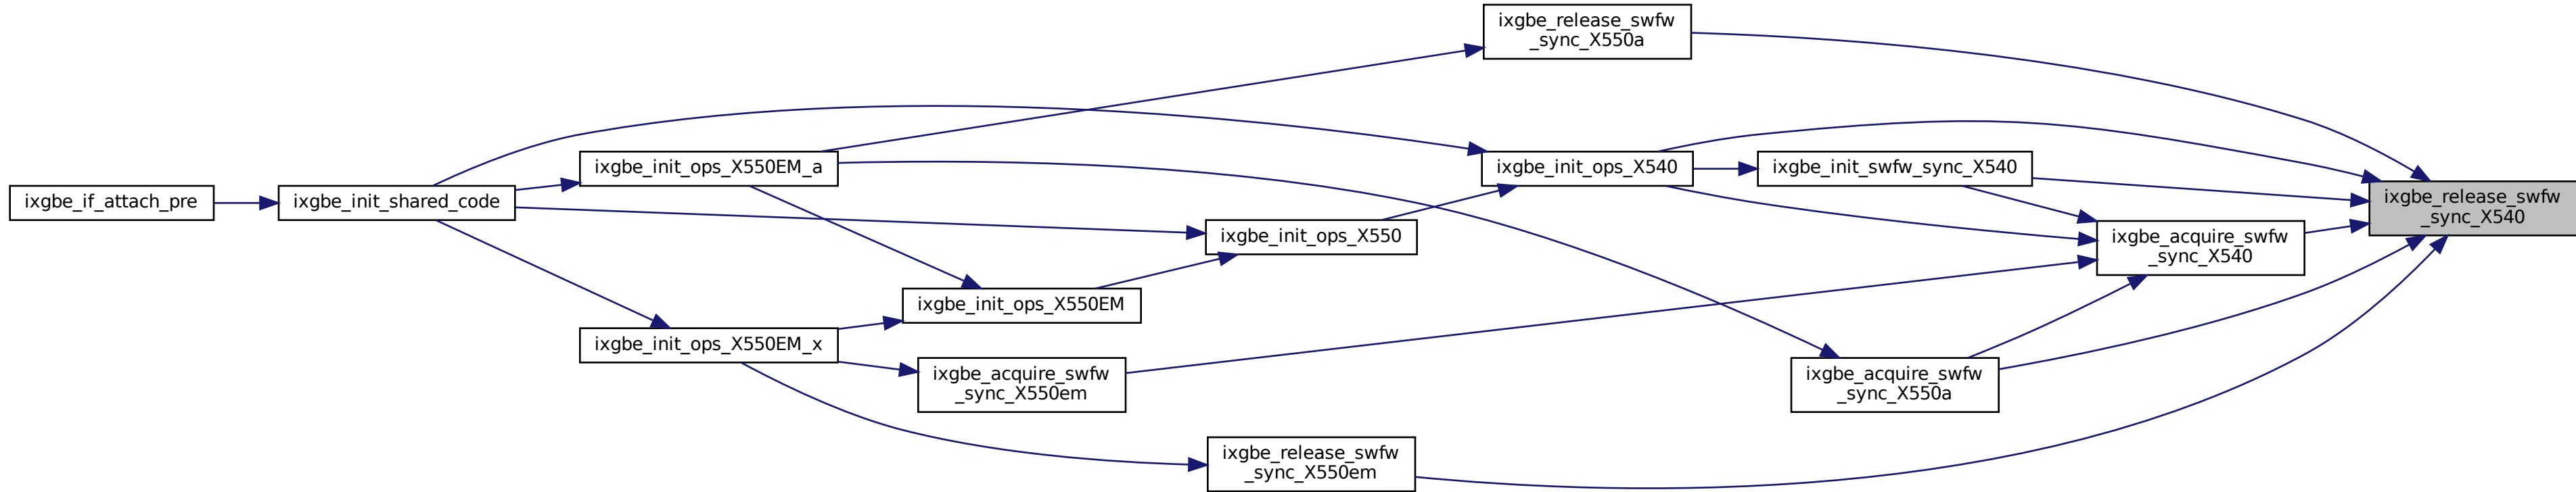 ixgbe_release_swfw
_sync_X550a
ixgbe_init_ops_X550EM_a
ixgbe_init_ops_X540
ixgbe_init_swfw_sync_X540
ixgbe_if_attach_pre
ixgbe_init_shared_code
ixgbe_release_swfw
_sync_X540
ixgbe_init_ops_X550
ixgbe_acquire_swfw
_sync_X540
ixgbe_init_ops_X550EM
ixgbe_init_ops_X550EM_x
ixgbe_acquire_swfw
_sync_X550em
ixgbe_acquire_swfw
_sync_X550a
ixgbe_release_swfw
_sync_X550em